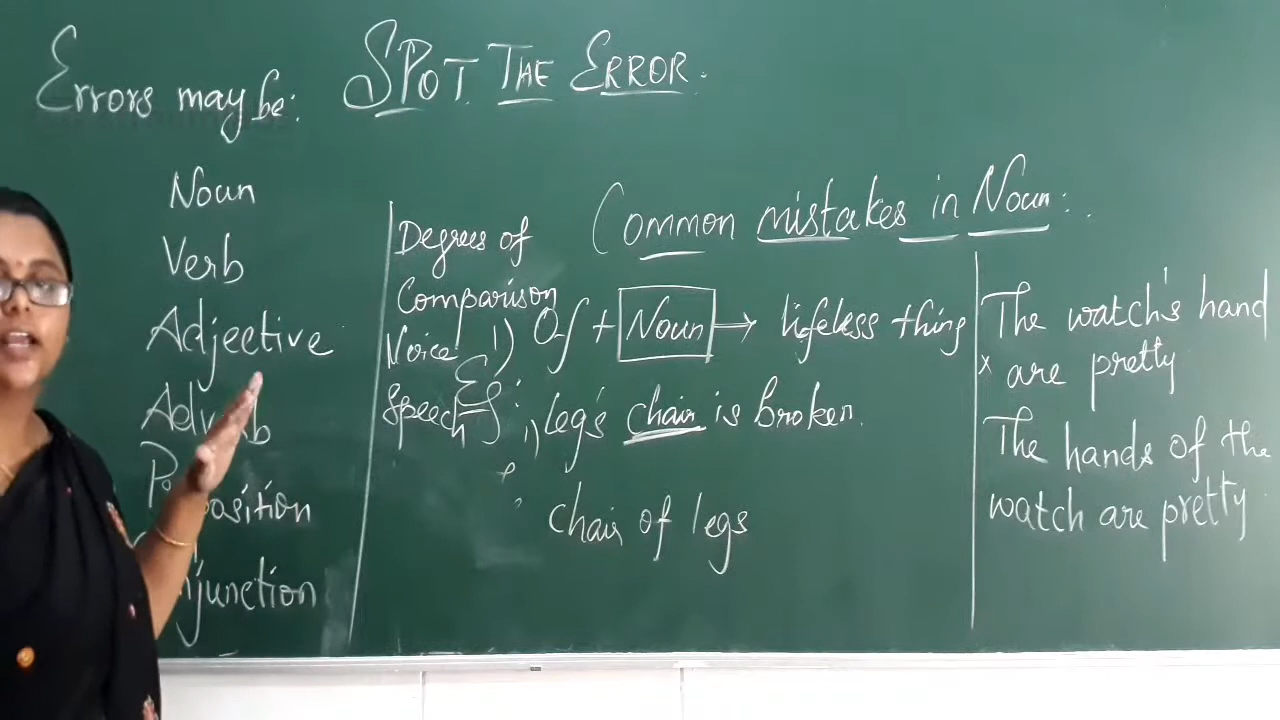 Errors may be:
SPOT THE ERROR.
Noun
Verb
Adjective
Adverb
Conjunction
Degrees of
Comparison
Voice
Speech
Common mistakes in Noun:
1) Of + Noun → lifeless thing
Eg: i) leg's chair is broken.
chair of legs
The watch's hand
x are pretty
The hands of the
watch are pretty